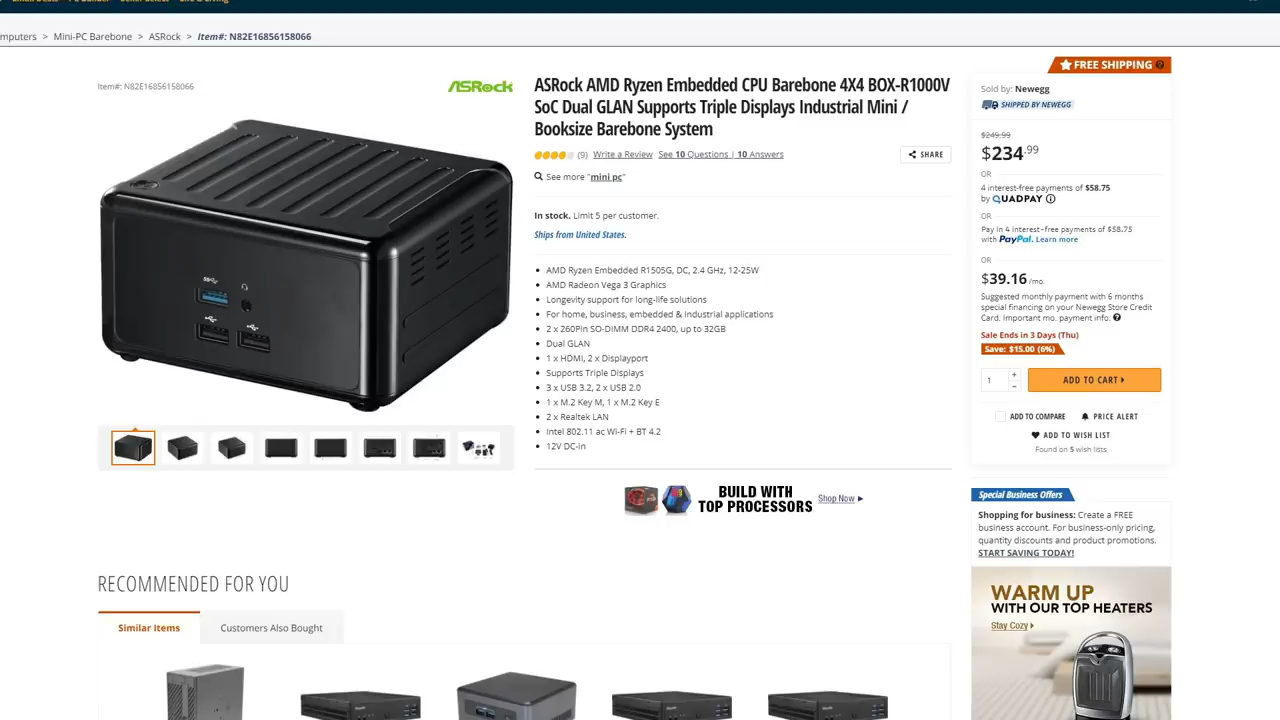 mputers > Mini-PC Barebone > ASRock > Item#: N82E16856158066
Item#: N82E16856158066
ASRock
ASRock AMD Ryzen Embedded CPU Barebone 4X4 BOX-R1000V
SoC Dual GLAN Supports Triple Displays Industrial Mini /
Booksize Barebone System
(9) Write a Review See 10 Questions | 10 Answers
SHARE
See more "mini pc"
In stock. Limit 5 per customer.
Ships from United States.
AMD Ryzen Embedded R1505G, DC, 2.4 GHz, 12-25W
AMD Radeon Vega 3 Graphics
Longevity support for long-life solutions
For home, business, embedded & Industrial applications
2 x 260Pin SO-DIMM DDR4 2400, up to 32GB
Dual GLAN
1 x HDMI, 2 x Displayport
Supports Triple Displays
3 x USB 3.2, 2 x USB 2.0
1 x M.2 Key M, 1 x M.2 Key E
2 x Realtek LAN
Intel 802.11 ac Wi-Fi + BT 4.2
12V DC-in
BUILD WITH
TOP PROCESSORS
Shop Now
FREE SHIPPING
Sold by: Newegg
SHIPPED BY NEWEGG
$249.99
$234.99
OR
4 interest-free payments of $58.75
by QUADPAY
OR
Pay in 4 interest-free payments of $58.75
with PayPal. Learn more
OR
$39.16 /mo.
Suggested monthly payment with 6 months
special financing on your Newegg Store Credit
Card. Important mo. payment info.
Sale Ends in 3 Days (Thu)
Save: $15.00 (6%)
1
ADD TO CART
ADD TO COMPARE
PRICE ALERT
ADD TO WISH LIST
Found on 5 wish lists
Special Business Offers
Shopping for business: Create a FREE
business account. For business-only pricing,
quantity discounts and product promotions.
START SAVING TODAY!
WARM UP
WITH OUR TOP HEATERS
Stay Cozy
RECOMMENDED FOR YOU
Similar Items
Customers Also Bought